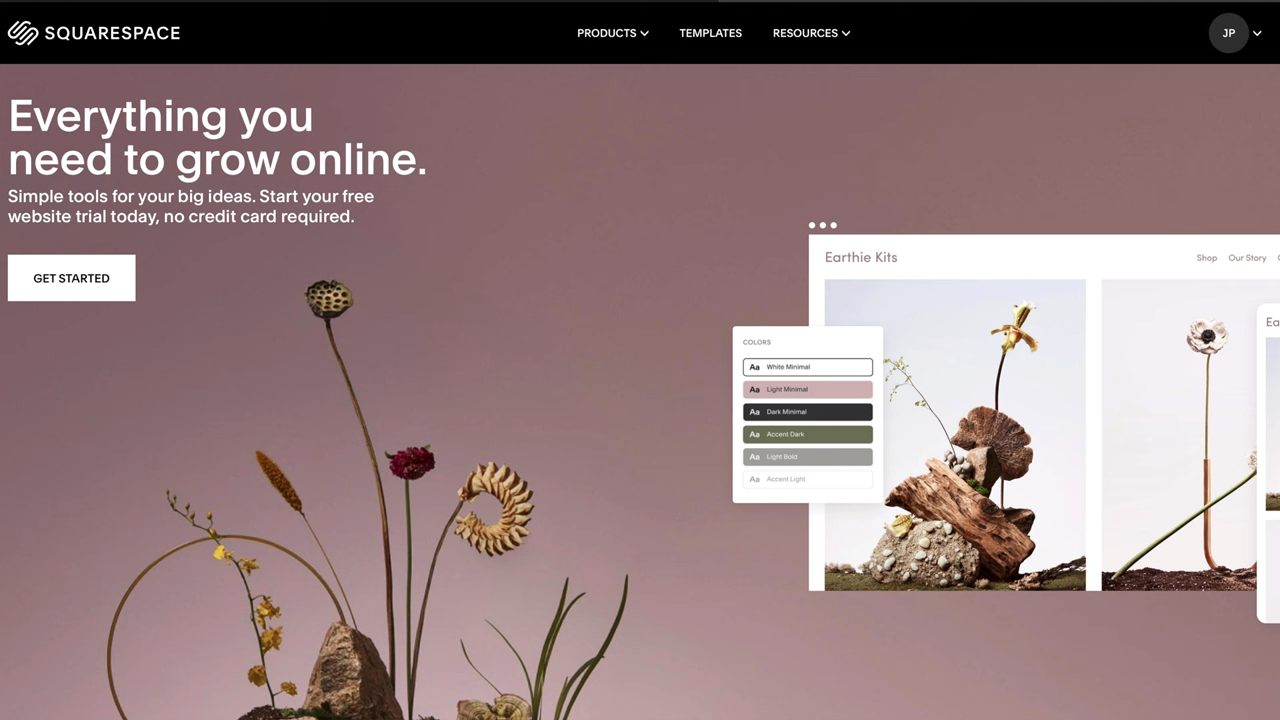 SQUARESPACE
PRODUCTS
TEMPLATES
RESOURCES
JP
Everything you
need to grow online.
Simple tools for your big ideas. Start your free
website trial today, no credit card required.
GET STARTED
Earthie Kits
Shop
Our Story
COLORS
Aa White Minimal
Aa Light Minimal
Aa Dark Minimal
Aa Accent Dark
Aa Light Bold
Aa Accent Light
Ea